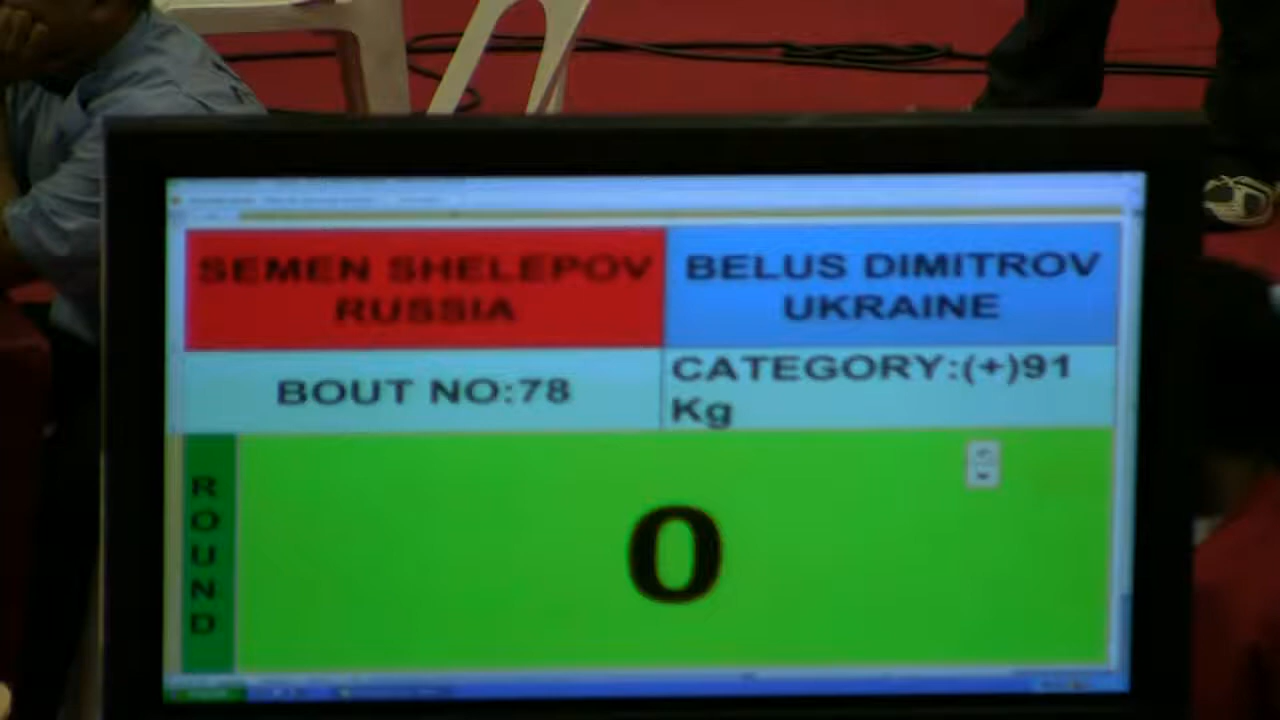 SEMEN SHELEPOV
RUSSIA
BELUS DIMITROV
UKRAINE
BOUT NO:78
CATEGORY:(+)91
Kg
ROUND
0